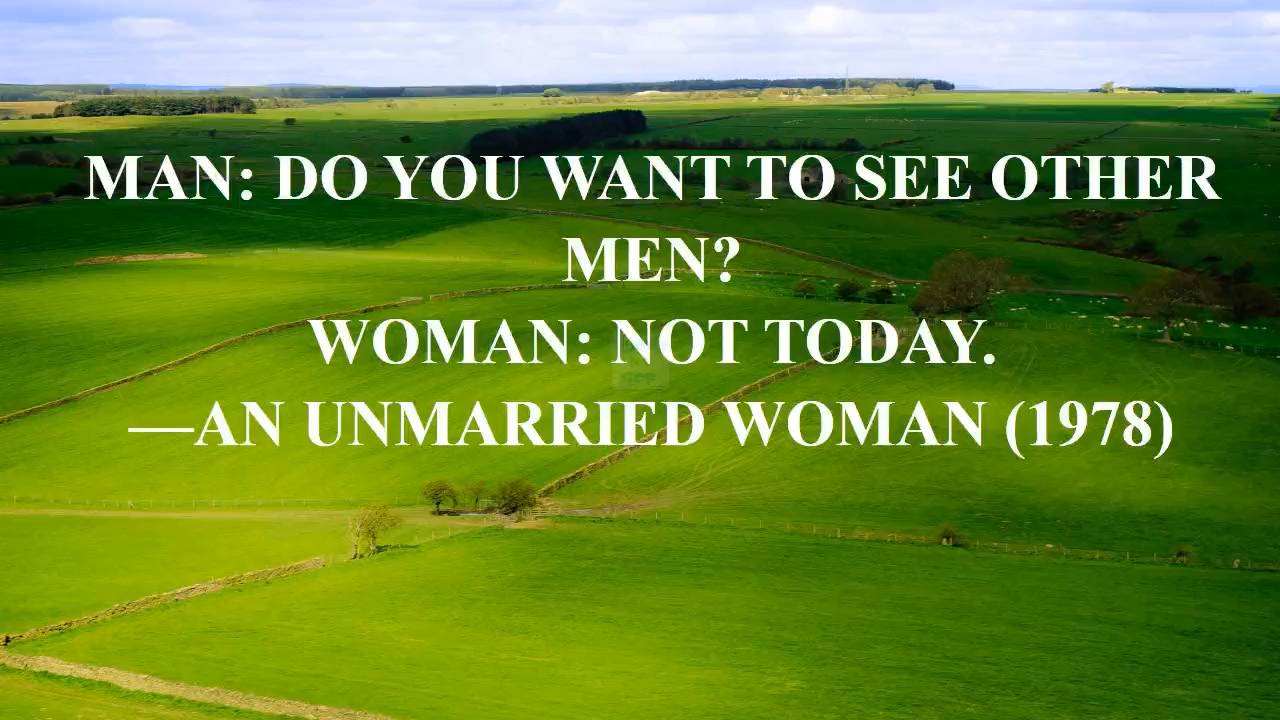 MAN: DO YOU WANT TO SEE OTHER
MEN?
WOMAN: NOT TODAY.
—AN UNMARRIED WOMAN (1978)